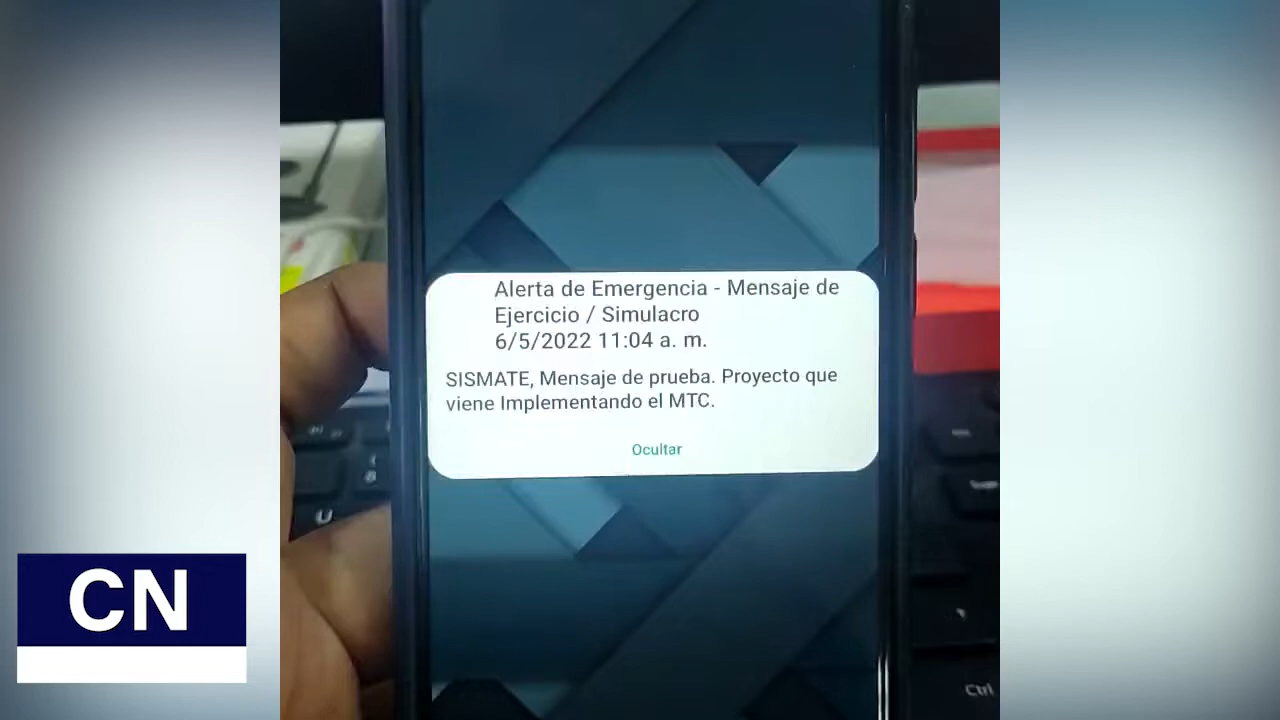 Alerta de Emergencia - Mensaje de
Ejercicio / Simulacro
6/5/2022 11:04 a. m.
SISMATE, Mensaje de prueba. Proyecto que
viene Implementando el MTC.
Ocultar
U
CN
Ctrl